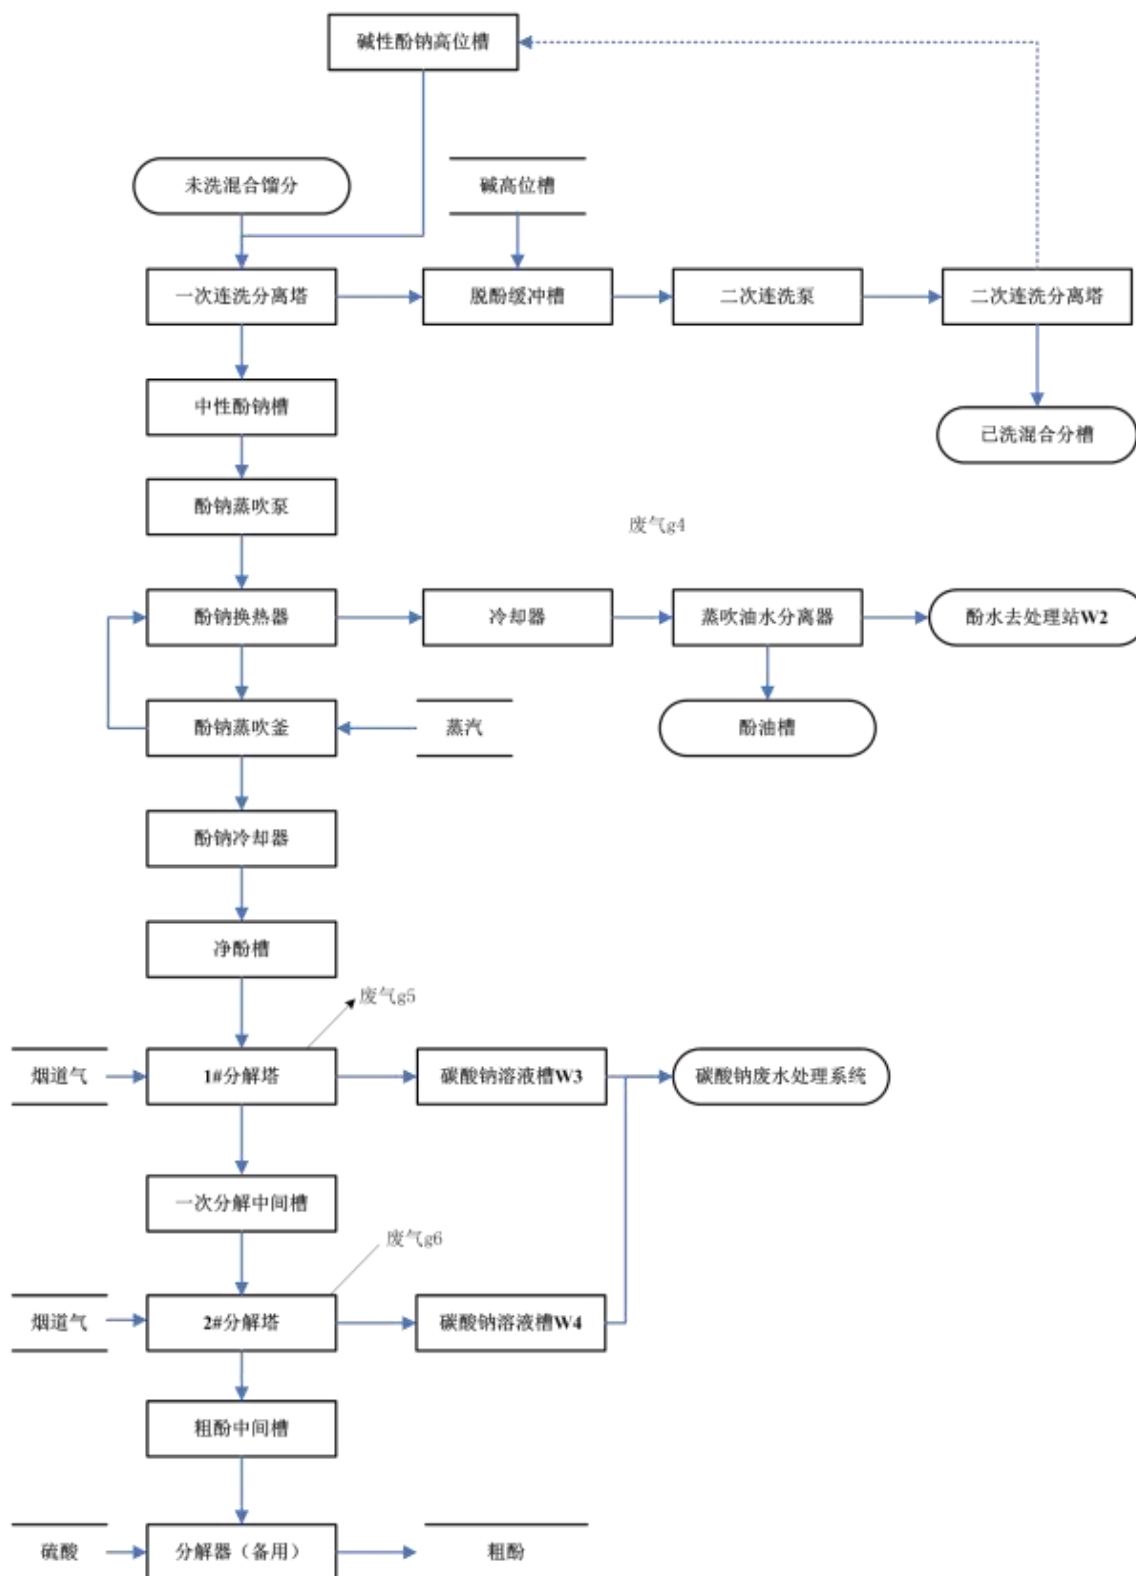 碱性酚钠高位槽
未洗混合馏分
碱高位槽
一次连洗分离塔
脱酚缓冲槽
二次连洗泵
二次连洗分离塔
中性酚钠槽
已洗混合分槽
酚钠蒸吹泵
废气g4
酚钠换热器
冷却器
蒸吹油水分离器
酚水去处理站W2
酚钠蒸吹釜
蒸汽
酚油槽
酚钠冷却器
净酚槽
废气g5
烟道气
1#分解塔
碳酸钠溶液槽W3
碳酸钠废水处理系统
一次分解中间槽
废气g6
烟道气
2#分解塔
碳酸钠溶液槽W4
粗酚中间槽
硫酸
分解器（备用）
粗酚